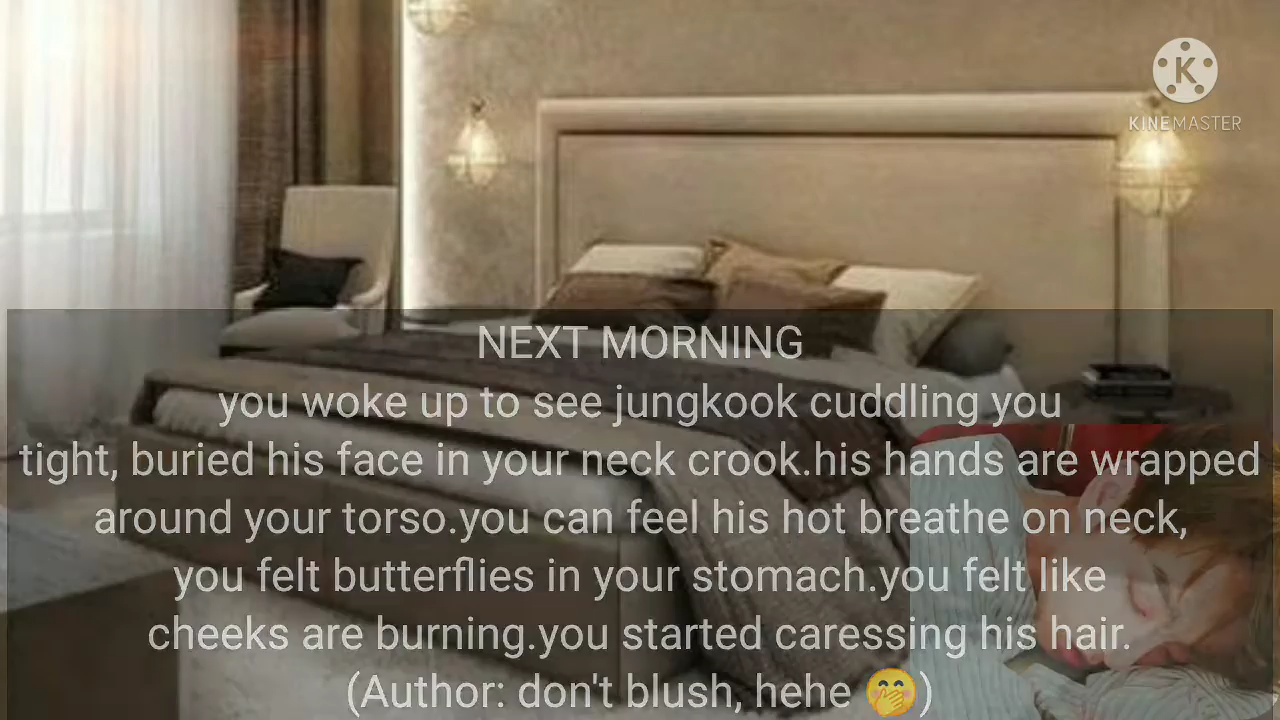 KINEMASTER
NEXT MORNING
you woke up to see jungkook cuddling you
tight, buried his face in your neck crook.his hands are wrapped
around your torso.you can feel his hot breathe on neck,
you felt butterflies in your stomach.you felt like
cheeks are burning.you started caressing his hair.
(Author: don't blush, hehe 🤭)